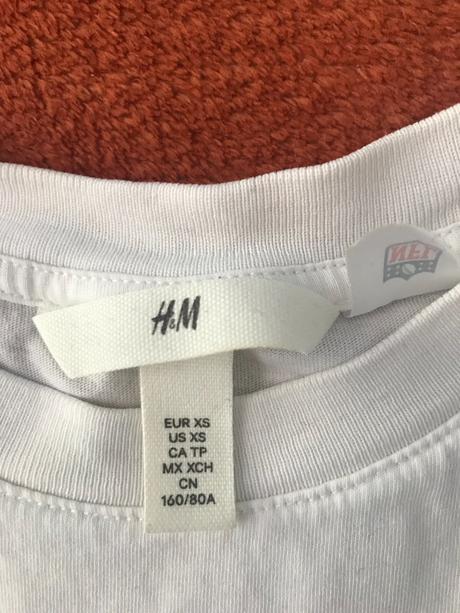 H&M
EUR XS
US XS
CA TP
MX XCH
CN
160/80A